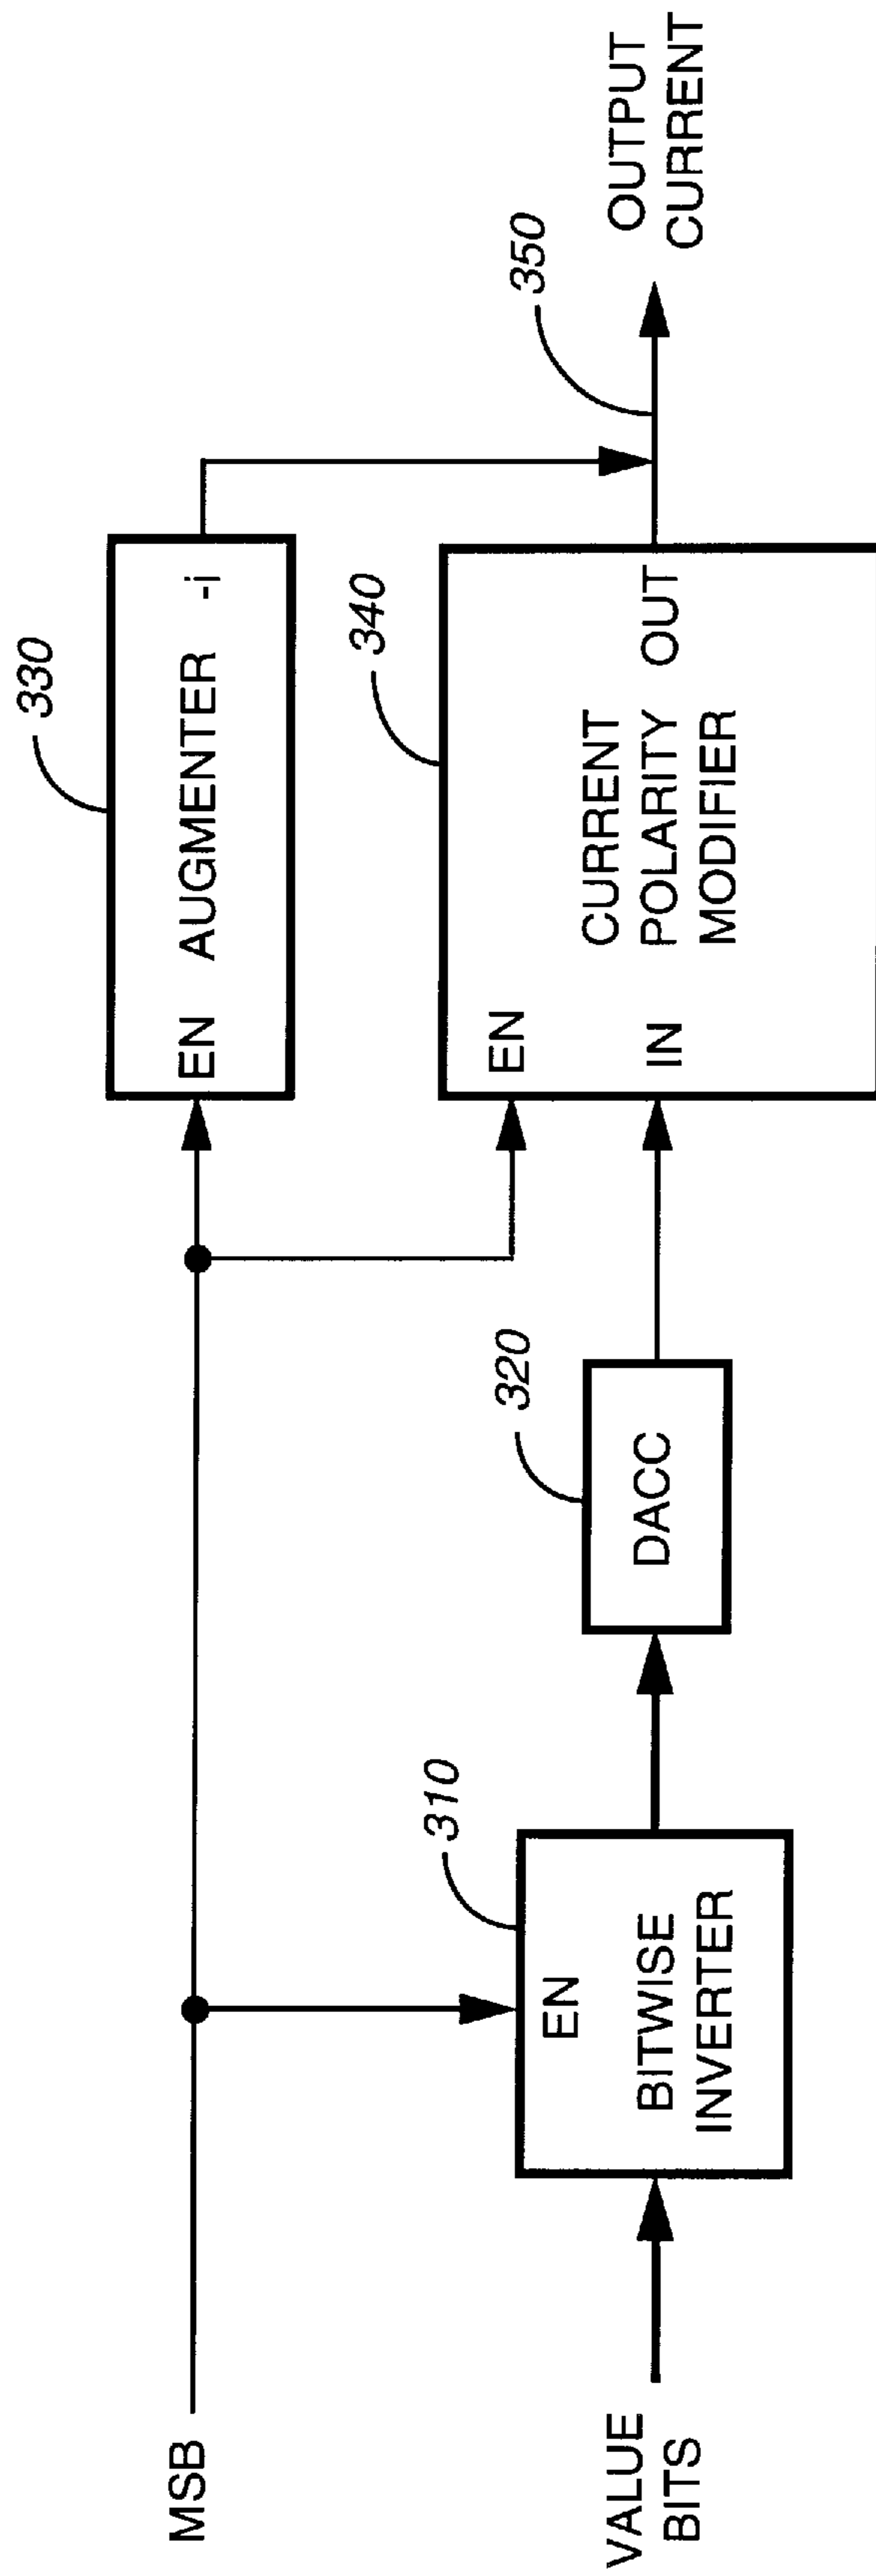 MSB
VALUE
BITS
310
EN
BITWISE
INVERTER
320
DACC
330
EN AUGMENTER -i
340
EN
IN
CURRENT
POLARITY OUT
MODIFIER
350
OUTPUT
CURRENT